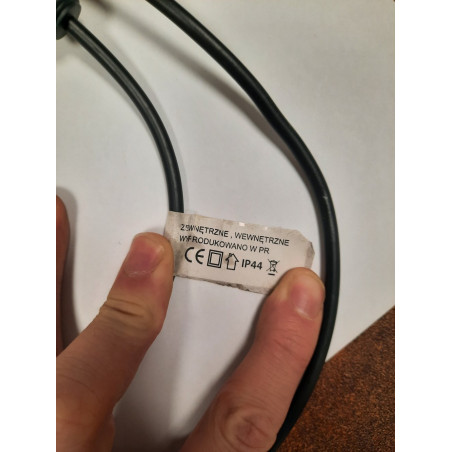 ZEWNĘTRZNE , WEWNĘTRZNE
WYPRODUKOWANO W PR
CE IP44